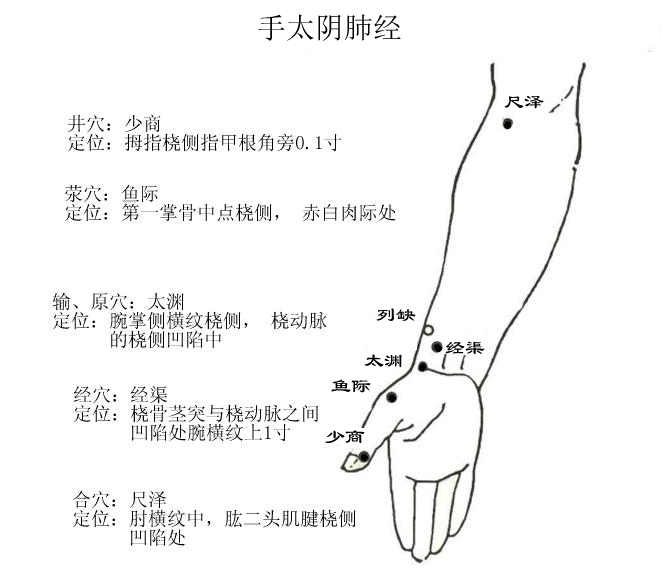 手太阴肺经
井穴：少商
定位：拇指桡侧指甲根角旁0.1寸
荥穴：鱼际
定位：第一掌骨中点桡侧， 赤白肉际处
输、原穴：太渊
定位：腕掌侧横纹桡侧， 桡动脉
的桡侧凹陷中
经穴：经渠
定位：桡骨茎突与桡动脉之间
凹陷处腕横纹上1寸
合穴：尺泽
定位：肘横纹中，肱二头肌腱桡侧
凹陷处
尺泽
列缺
经渠
太渊
鱼际
少商